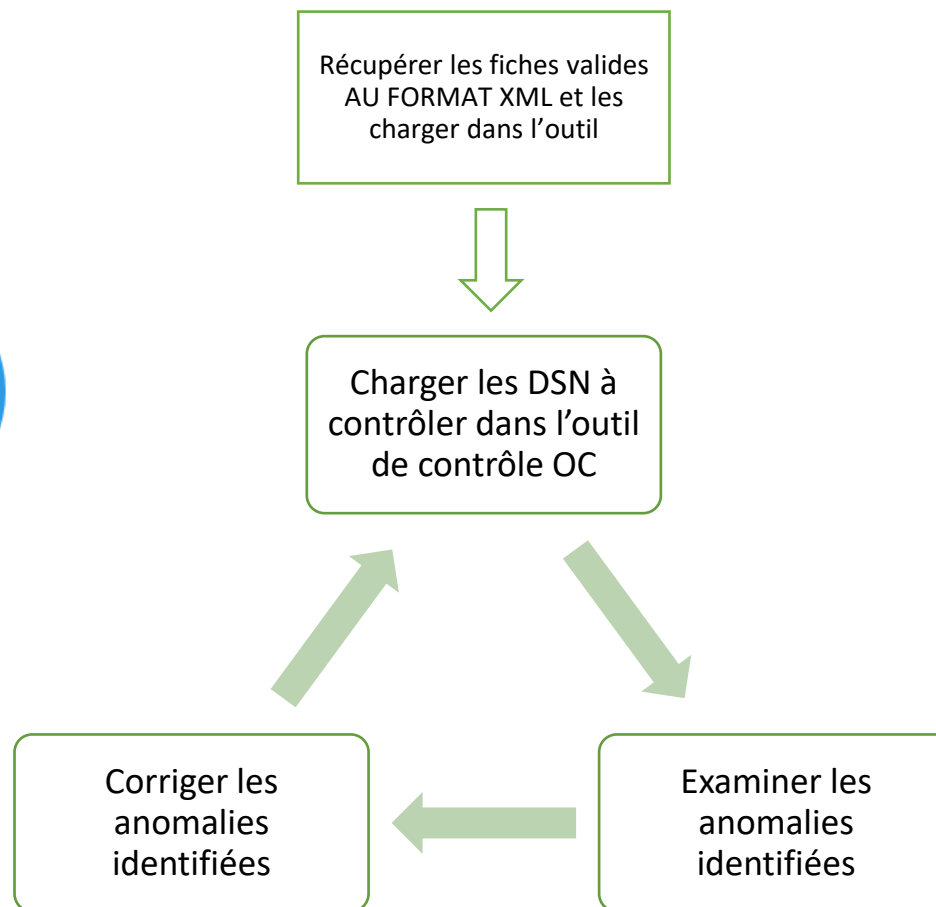 Récupérer les fiches valides
AU FORMAT XML et les
charger dans l'outil
Charger les DSN à
contrôler dans l'outil
de contrôle OC
Corriger les
anomalies
identifiées
Examiner les
anomalies
identifiées